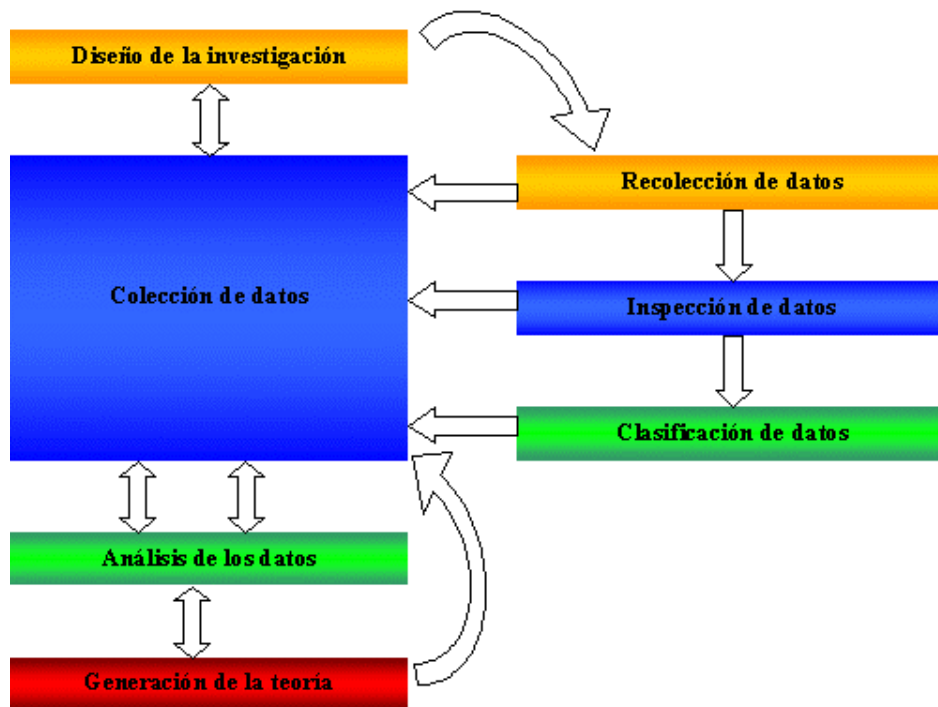 Diseño de la investigación
Recolección de datos
Colección de datos
Inspección de datos
Clasificación de datos
Análisis de los datos
Generación de la teoría